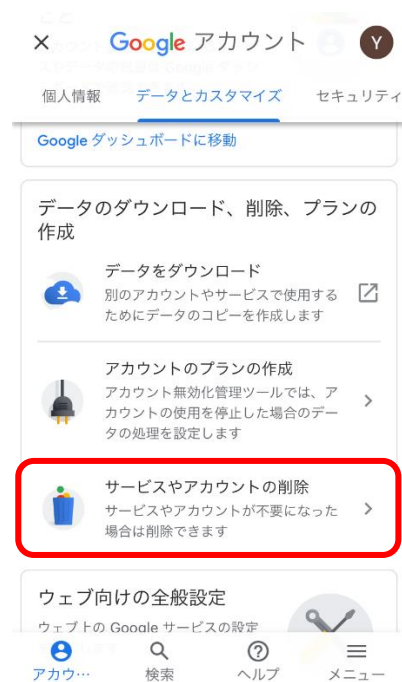 Google アカウント
Y
個人情報 データとカスタマイズ セキュリティ
Google ダッシュボードに移動
データのダウンロード、削除、プランの
作成
データをダウンロード
別のアカウントやサービスで使用する
ためにデータのコピーを作成します
アカウントのプランの作成
アカウント無効化管理ツールでは、ア
カウントの使用を停止した場合のデー
タの処理を設定します
サービスやアカウントの削除
サービスやアカウントが不要になった
場合は削除できます
ウェブ向けの全般設定
ウェブ上の Google サービスの設定
アカウ… 検索 ヘルプ メニュー